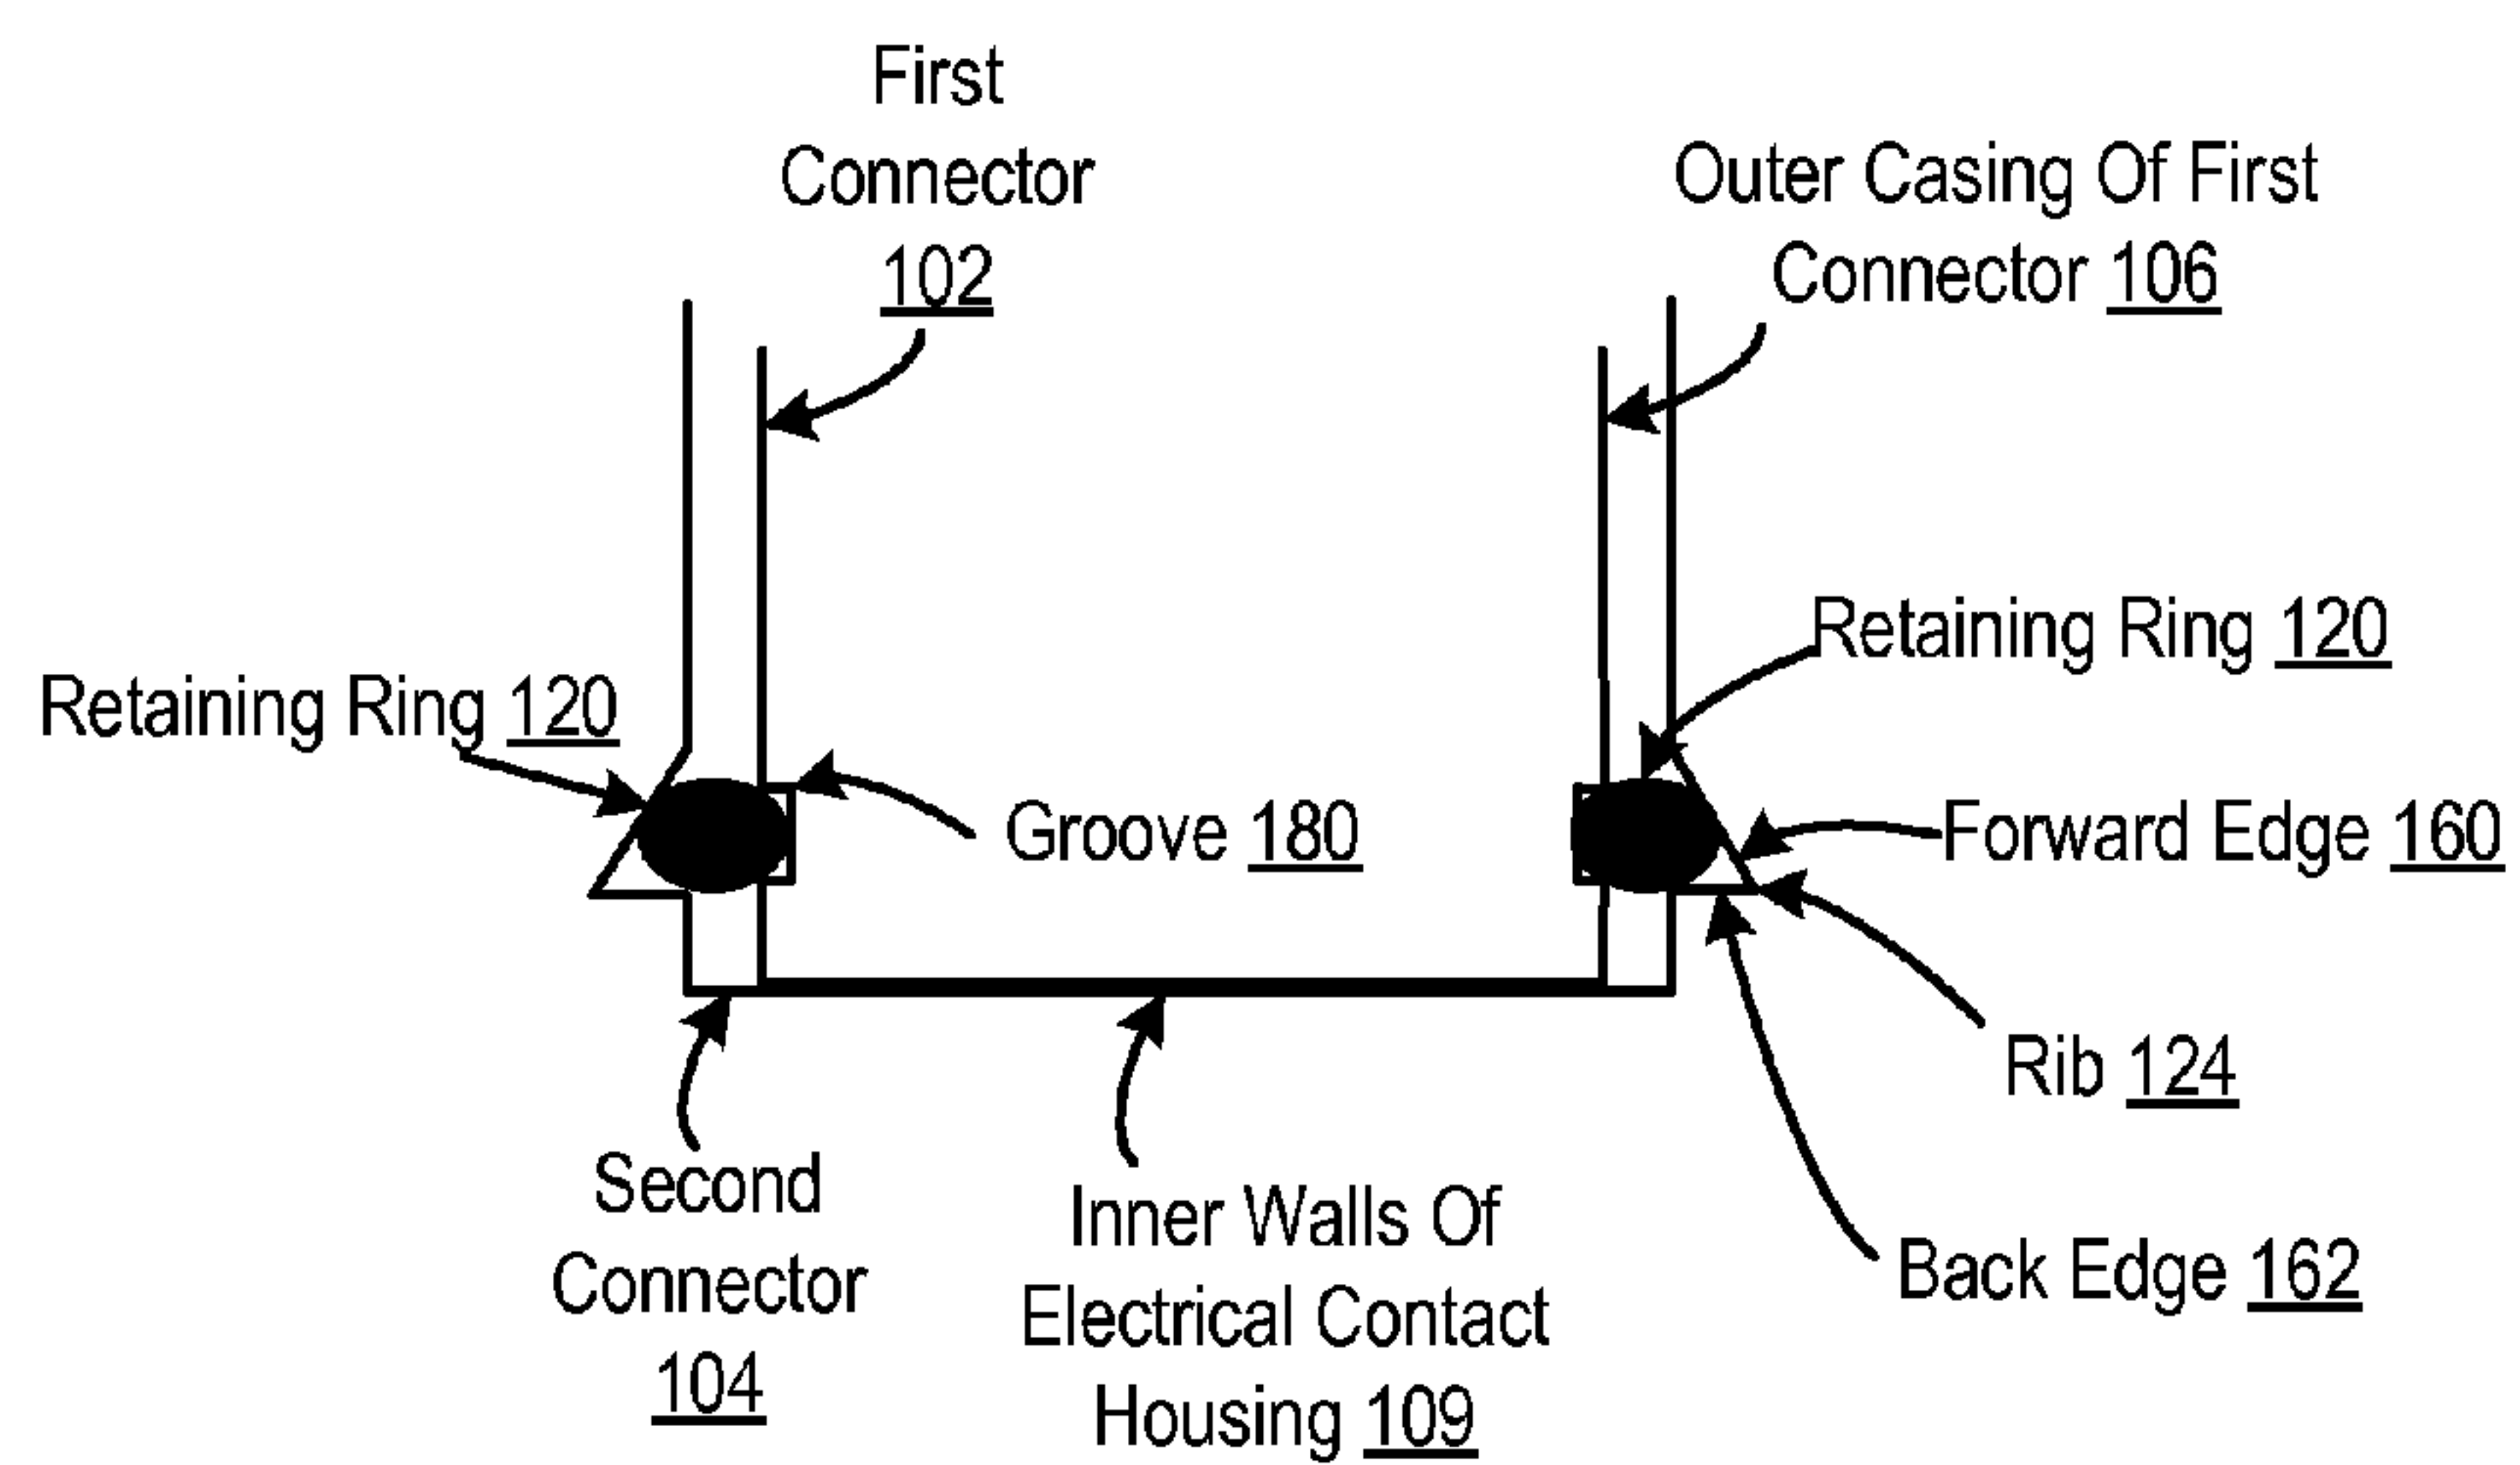 First
Connector
102
Outer Casing Of First
Connector 106
Retaining Ring 120
Retaining Ring 120
Groove 180
Forward Edge 160
Rib 124
Second
Connector
104
Inner Walls Of
Electrical Contact
Housing 109
Back Edge 162